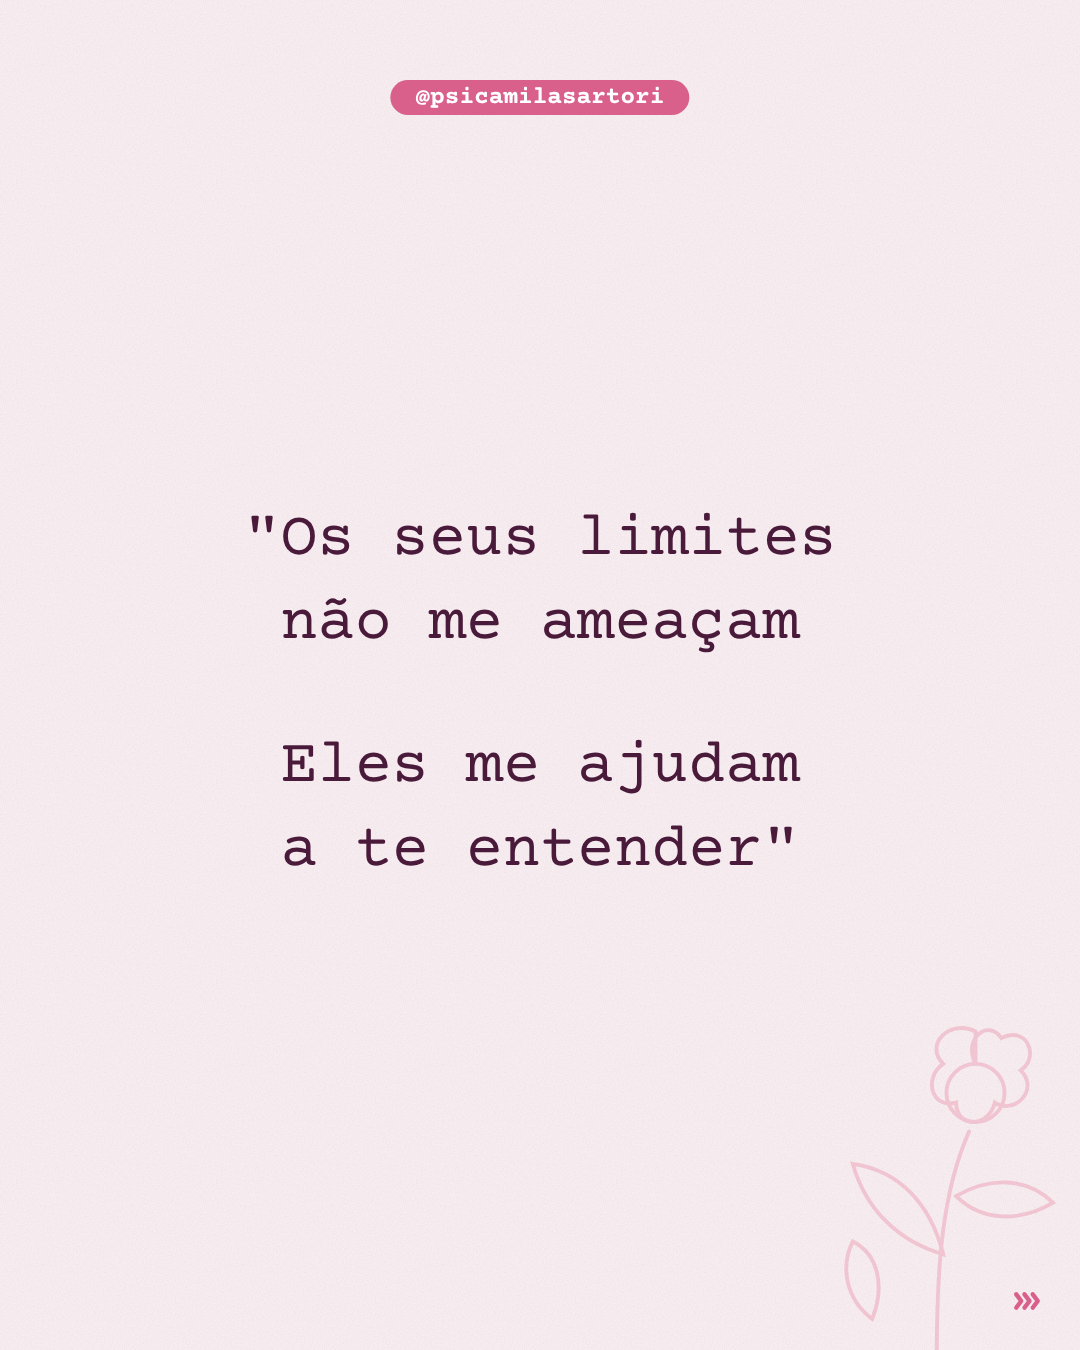 @psicamilasartori
"Os seus limites
não me ameaçam
Eles me ajudam
a te entender"